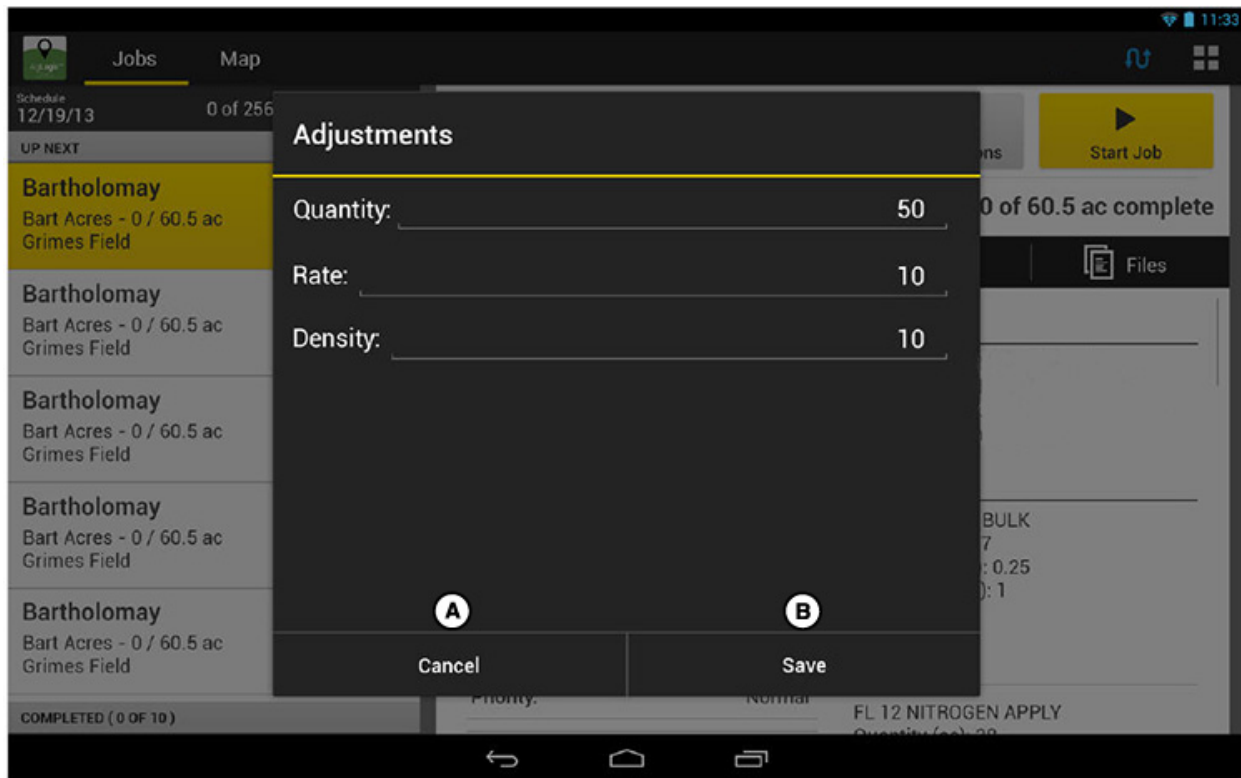 11:33
Jobs
Map
Schedule
12/19/13
0 of 256
UP NEXT
Bartholomay
Bart Acres - 0 / 60.5 ac
Grimes Field
Bartholomay
Bart Acres - 0 / 60.5 ac
Grimes Field
Bartholomay
Bart Acres - 0 / 60.5 ac
Grimes Field
Bartholomay
Bart Acres - 0 / 60.5 ac
Grimes Field
Bartholomay
Bart Acres - 0 / 60.5 ac
Grimes Field
COMPLETED ( 0 OF 10 )
Adjustments
Quantity: 50
Rate: 10
Density: 10
A
B
Cancel
Save
ons
Start Job
0 of 60.5 ac complete
Files
BULK
7
: 0.25
): 1
Priority: Normal
FL 12 NITROGEN APPLY